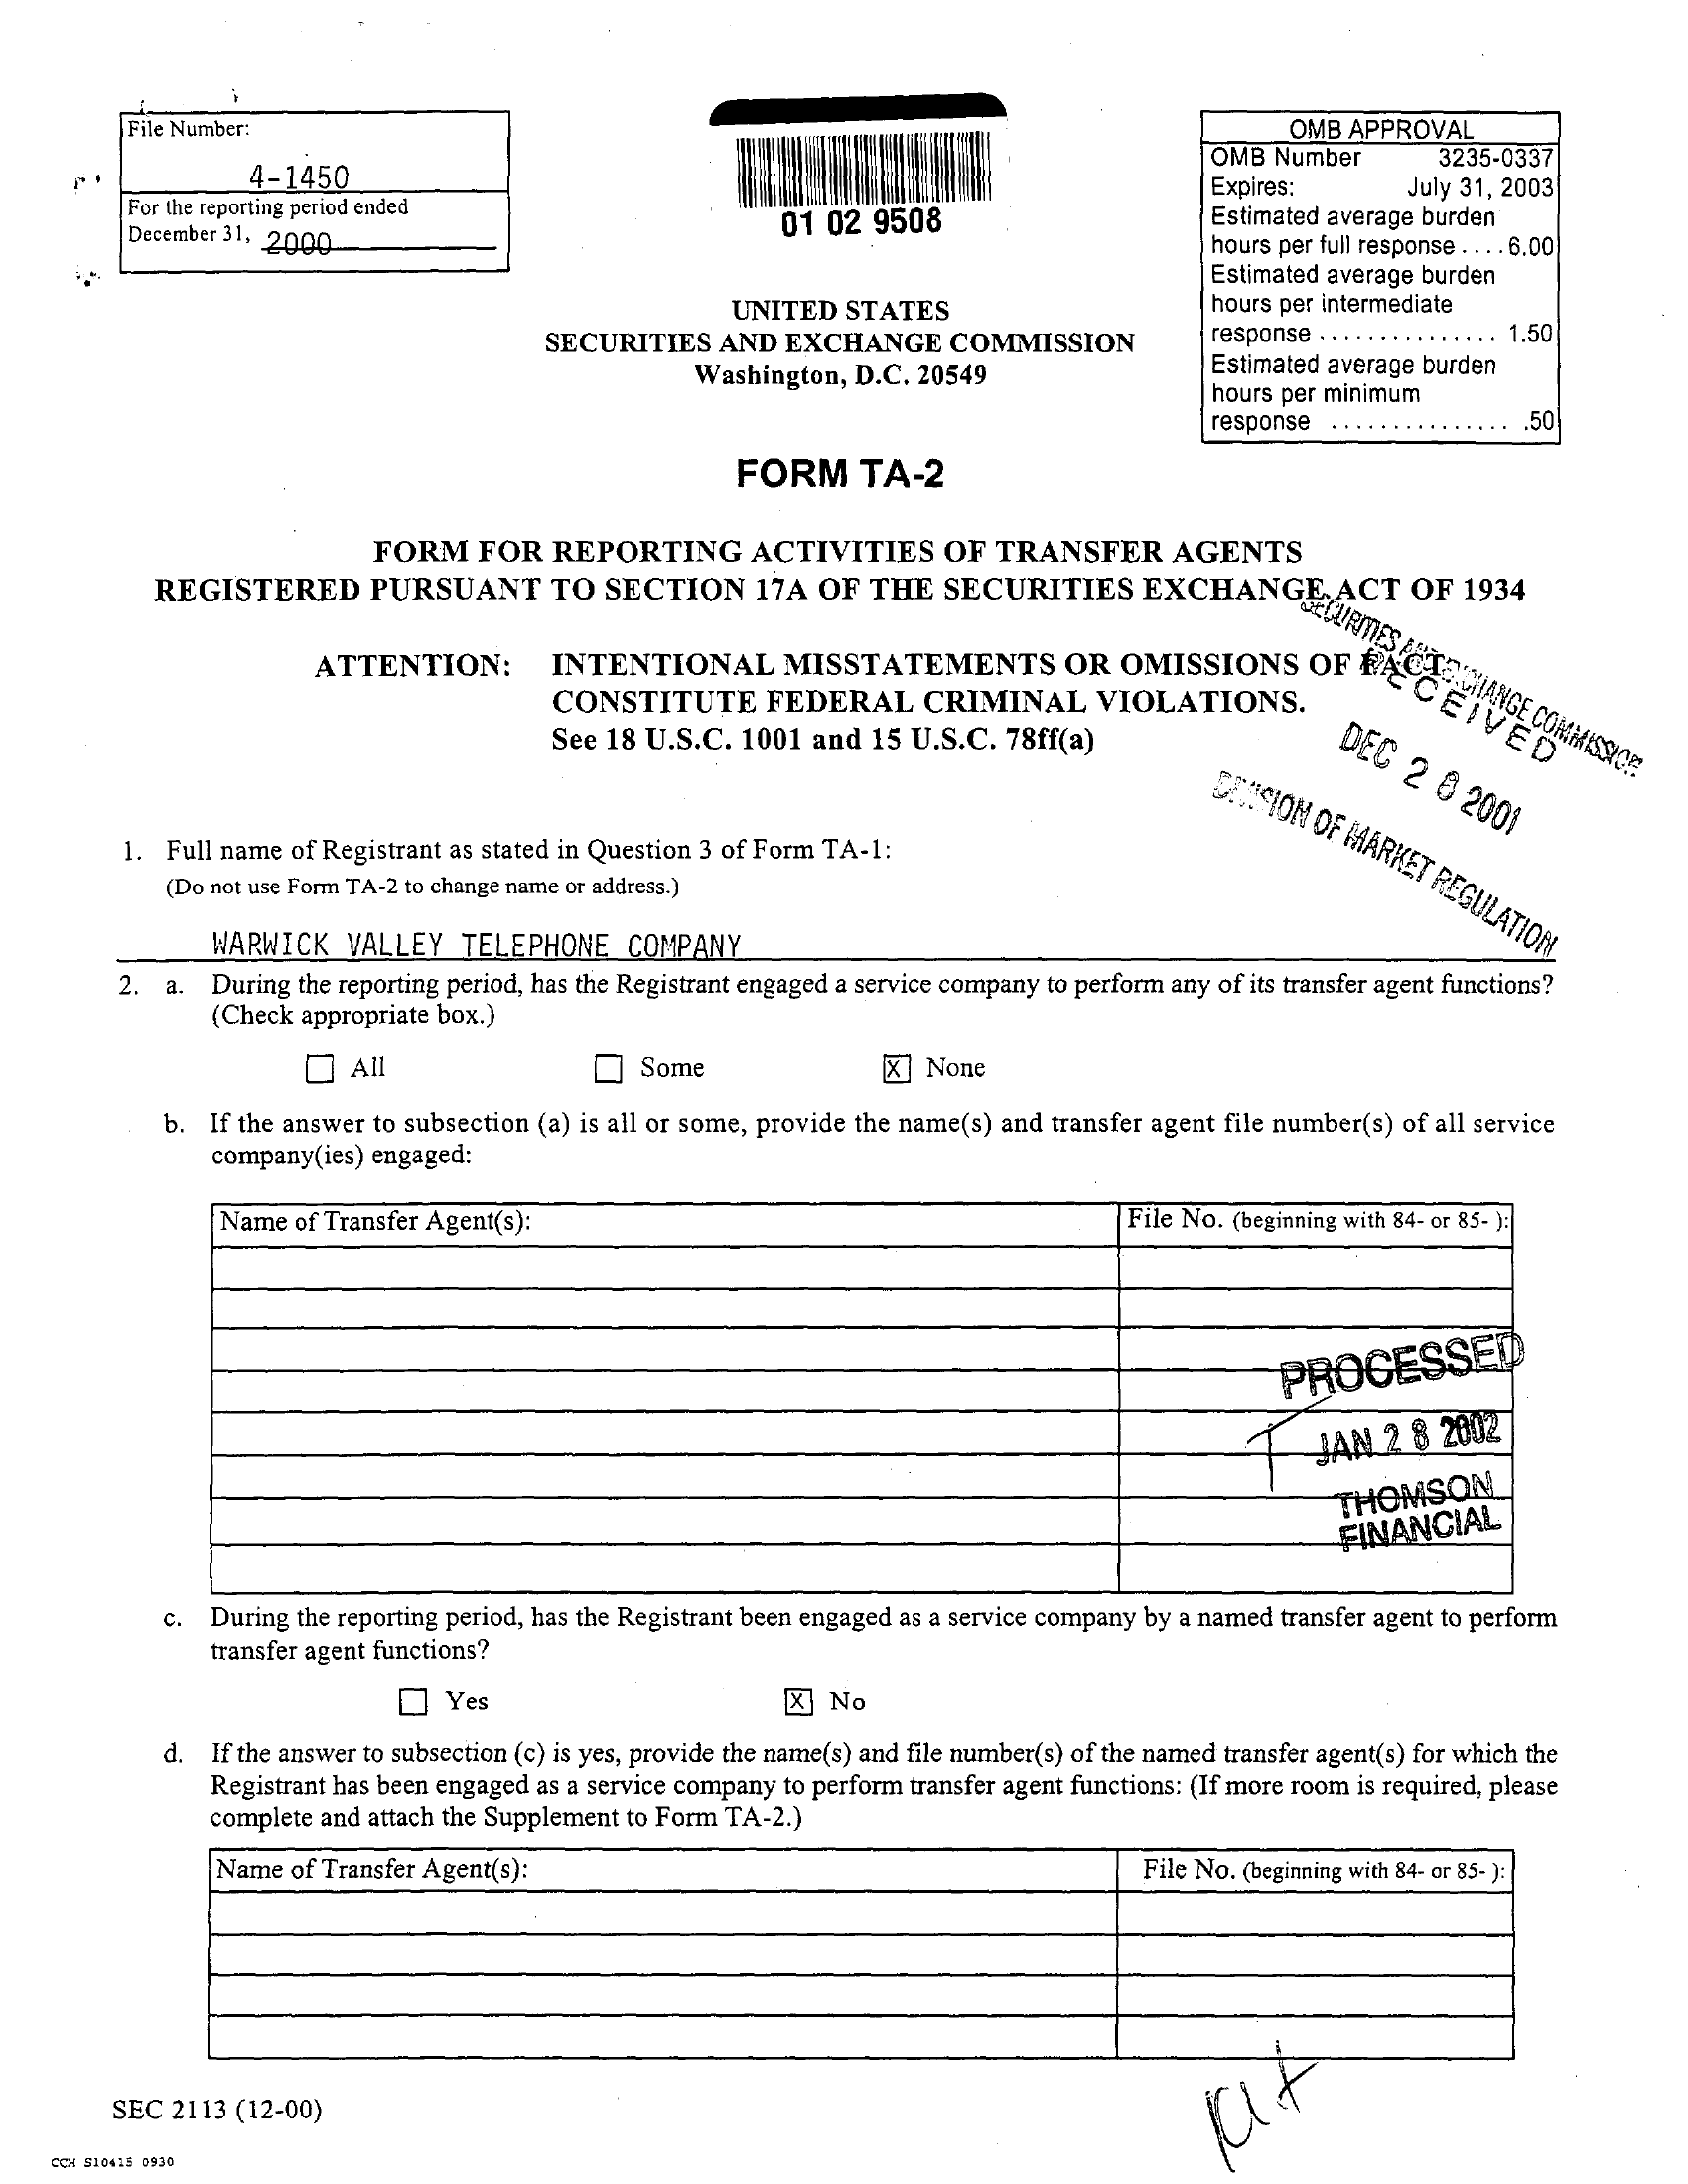 File Number:
4-1450
For the reporting period ended
December 31, 2000
01 02 9508
OMB APPROVAL
OMB Number 3235-0337
Expires: July 31, 2003
Estimated average burden
hours per full response .... 6.00
Estimated average burden
hours per intermediate
response ................ 1.50
Estimated average burden
hours per minimum
response ................ .50
UNITED STATES
SECURITIES AND EXCHANGE COMMISSION
Washington, D.C. 20549
FORM TA-2
FORM FOR REPORTING ACTIVITIES OF TRANSFER AGENTS
REGISTERED PURSUANT TO SECTION 17A OF THE SECURITIES EXCHANGE ACT OF 1934
ATTENTION: INTENTIONAL MISSTATEMENTS OR OMISSIONS OF FACT
CONSTITUTE FEDERAL CRIMINAL VIOLATIONS.
See 18 U.S.C. 1001 and 15 U.S.C. 78ff(a)
SECURITIES AND EXCHANGE COMMISSION
RECEIVED
DEC 28 2001
DIVISION OF MARKET REGULATION
1. Full name of Registrant as stated in Question 3 of Form TA-1:
(Do not use Form TA-2 to change name or address.)
WARWICK VALLEY TELEPHONE COMPANY
2. a. During the reporting period, has the Registrant engaged a service company to perform any of its transfer agent functions?
(Check appropriate box.)
All Some X None
b. If the answer to subsection (a) is all or some, provide the name(s) and transfer agent file number(s) of all service
company(ies) engaged:
Name of Transfer Agent(s): File No. (beginning with 84- or 85- ):
PROCESSED
JAN 28 2002
THOMSON
FINANCIAL
c. During the reporting period, has the Registrant been engaged as a service company by a named transfer agent to perform
transfer agent functions?
Yes X No
d. If the answer to subsection (c) is yes, provide the name(s) and file number(s) of the named transfer agent(s) for which the
Registrant has been engaged as a service company to perform transfer agent functions: (If more room is required, please
complete and attach the Supplement to Form TA-2.)
Name of Transfer Agent(s): File No. (beginning with 84- or 85- ):
SEC 2113 (12-00)
CCH S10415 0930